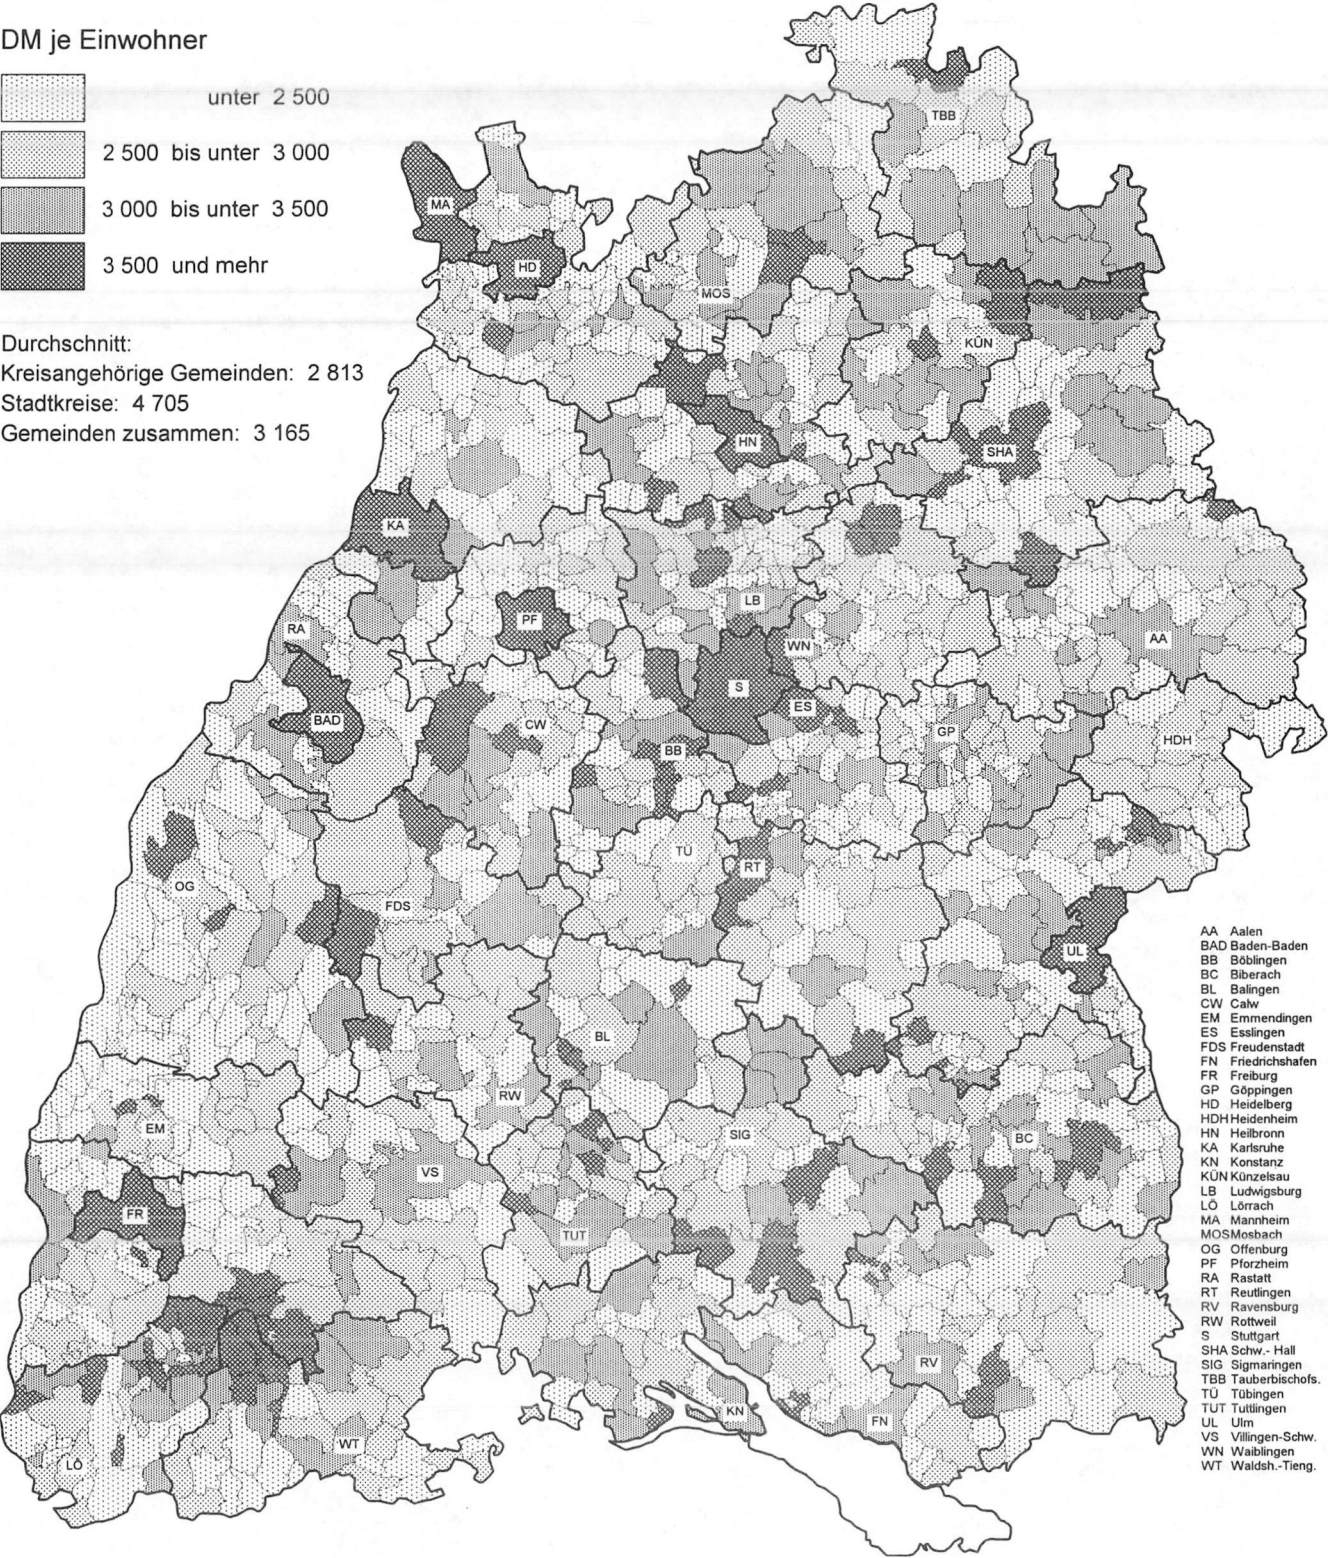 DM je Einwohner
unter 2 500
2 500 bis unter 3 000
3 000 bis unter 3 500
3 500 und mehr
Durchschnitt:
Kreisangehörige Gemeinden: 2 813
Stadtkreise: 4 705
Gemeinden zusammen: 3 165
TBB
MA
HD
MOS
KÜN
HN
SHA
KA
LB
PF
RA
WN
AA
S
ES
BAD
CW
GP
HDH
BB
TÜ
RT
OG
FDS
UL
BL
RW
EM
SIG
BC
VS
FR
TUT
RV
KN
FN
WT
LÖ
AA Aalen
BAD Baden-Baden
BB Böblingen
BC Biberach
BL Balingen
CW Calw
EM Emmendingen
ES Esslingen
FDS Freudenstadt
FN Friedrichshafen
FR Freiburg
GP Göppingen
HD Heidelberg
HDH Heidenheim
HN Heilbronn
KA Karlsruhe
KN Konstanz
KÜN Künzelsau
LB Ludwigsburg
LÖ Lörrach
MA Mannheim
MOS Mosbach
OG Offenburg
PF Pforzheim
RA Rastatt
RT Reutlingen
RV Ravensburg
RW Rottweil
S Stuttgart
SHA Schw.- Hall
SIG Sigmaringen
TBB Tauberbischofs.
TÜ Tübingen
TUT Tuttlingen
UL Ulm
VS Villingen-Schw.
WN Waiblingen
WT Waldsh.-Tieng.